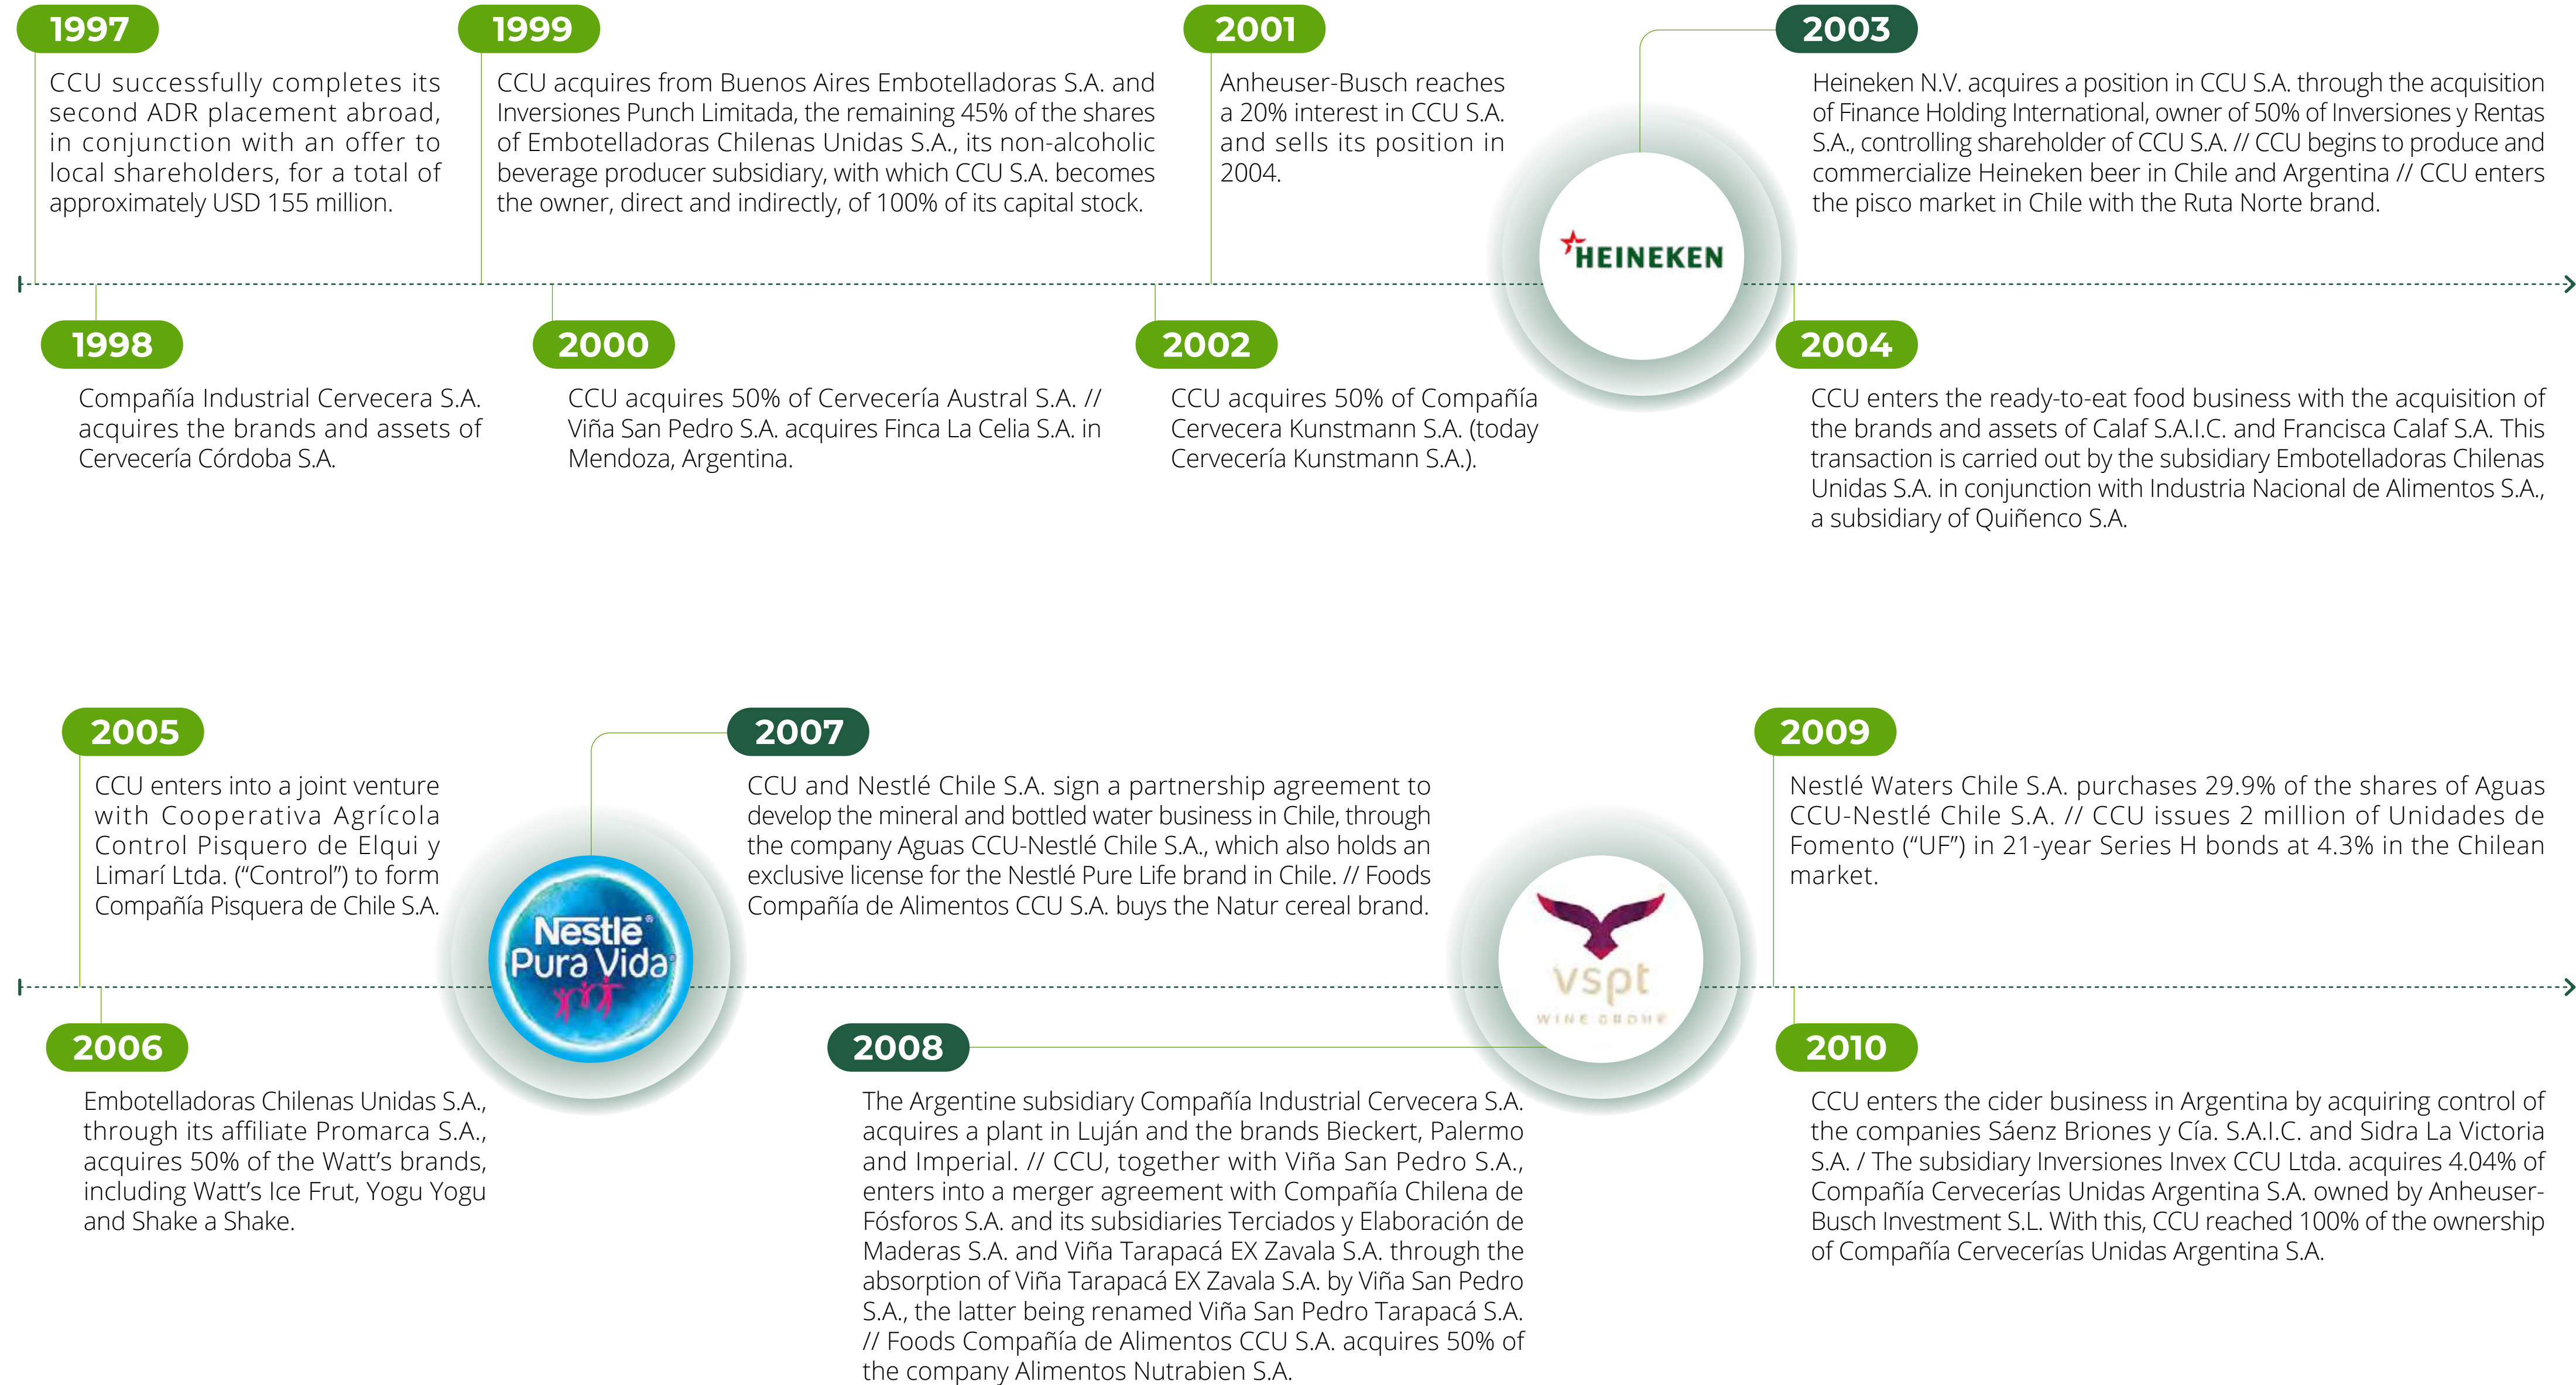 1997
CCU successfully completes its
second ADR placement abroad,
in conjunction with an offer to
local shareholders, for a total of
approximately USD 155 million.
1999
CCU acquires from Buenos Aires Embotelladoras S.A. and
Inversiones Punch Limitada, the remaining 45% of the shares
of Embotelladoras Chilenas Unidas S.A., its non-alcoholic
beverage producer subsidiary, with which CCU S.A. becomes
the owner, direct and indirectly, of 100% of its capital stock.
2001
Anheuser-Busch reaches
a 20% interest in CCU S.A.
and sells its position in
2004.
2003
Heineken N.V. acquires a position in CCU S.A. through the acquisition
of Finance Holding International, owner of 50% of Inversiones y Rentas
S.A., controlling shareholder of CCU S.A. // CCU begins to produce and
commercialize Heineken beer in Chile and Argentina // CCU enters
the pisco market in Chile with the Ruta Norte brand.
HEINEKEN
1998
Compañía Industrial Cervecera S.A.
acquires the brands and assets of
Cervecería Córdoba S.A.
2000
CCU acquires 50% of Cervecería Austral S.A. //
Viña San Pedro S.A. acquires Finca La Celia S.A. in
Mendoza, Argentina.
2002
CCU acquires 50% of Compañía
Cervecera Kunstmann S.A. (today
Cervecería Kunstmann S.A.).
2004
CCU enters the ready-to-eat food business with the acquisition of
the brands and assets of Calaf S.A.I.C. and Francisca Calaf S.A. This
transaction is carried out by the subsidiary Embotelladoras Chilenas
Unidas S.A. in conjunction with Industria Nacional de Alimentos S.A.,
a subsidiary of Quiñenco S.A.
2005
CCU enters into a joint venture
with Cooperativa Agrícola
Control Pisquero de Elqui y
Limarí Ltda. (“Control”) to form
Compañía Pisquera de Chile S.A.
2007
CCU and Nestlé Chile S.A. sign a partnership agreement to
develop the mineral and bottled water business in Chile, through
the company Aguas CCU-Nestlé Chile S.A., which also holds an
exclusive license for the Nestlé Pure Life brand in Chile. // Foods
Compañía de Alimentos CCU S.A. buys the Natur cereal brand.
2009
Nestlé Waters Chile S.A. purchases 29.9% of the shares of Aguas
CCU-Nestlé Chile S.A. // CCU issues 2 million of Unidades de
Fomento (“UF”) in 21-year Series H bonds at 4.3% in the Chilean
market.
Nestlé®
Pura Vida
vspt
WINE GROUP
2006
Embotelladoras Chilenas Unidas S.A.,
through its affiliate Promarca S.A.,
acquires 50% of the Watt’s brands,
including Watt’s Ice Frut, Yogu Yogu
and Shake a Shake.
2008
The Argentine subsidiary Compañía Industrial Cervecera S.A.
acquires a plant in Luján and the brands Bieckert, Palermo
and Imperial. // CCU, together with Viña San Pedro S.A.,
enters into a merger agreement with Compañía Chilena de
Fósforos S.A. and its subsidiaries Terciados y Elaboración de
Maderas S.A. and Viña Tarapacá EX Zavala S.A. through the
absorption of Viña Tarapacá EX Zavala S.A. by Viña San Pedro
S.A., the latter being renamed Viña San Pedro Tarapacá S.A.
// Foods Compañía de Alimentos CCU S.A. acquires 50% of
the company Alimentos Nutrabien S.A.
2010
CCU enters the cider business in Argentina by acquiring control of
the companies Sáenz Briones y Cía. S.A.I.C. and Sidra La Victoria
S.A. / The subsidiary Inversiones Invex CCU Ltda. acquires 4.04% of
Compañía Cervecerías Unidas Argentina S.A. owned by Anheuser-
Busch Investment S.L. With this, CCU reached 100% of the ownership
of Compañía Cervecerías Unidas Argentina S.A.